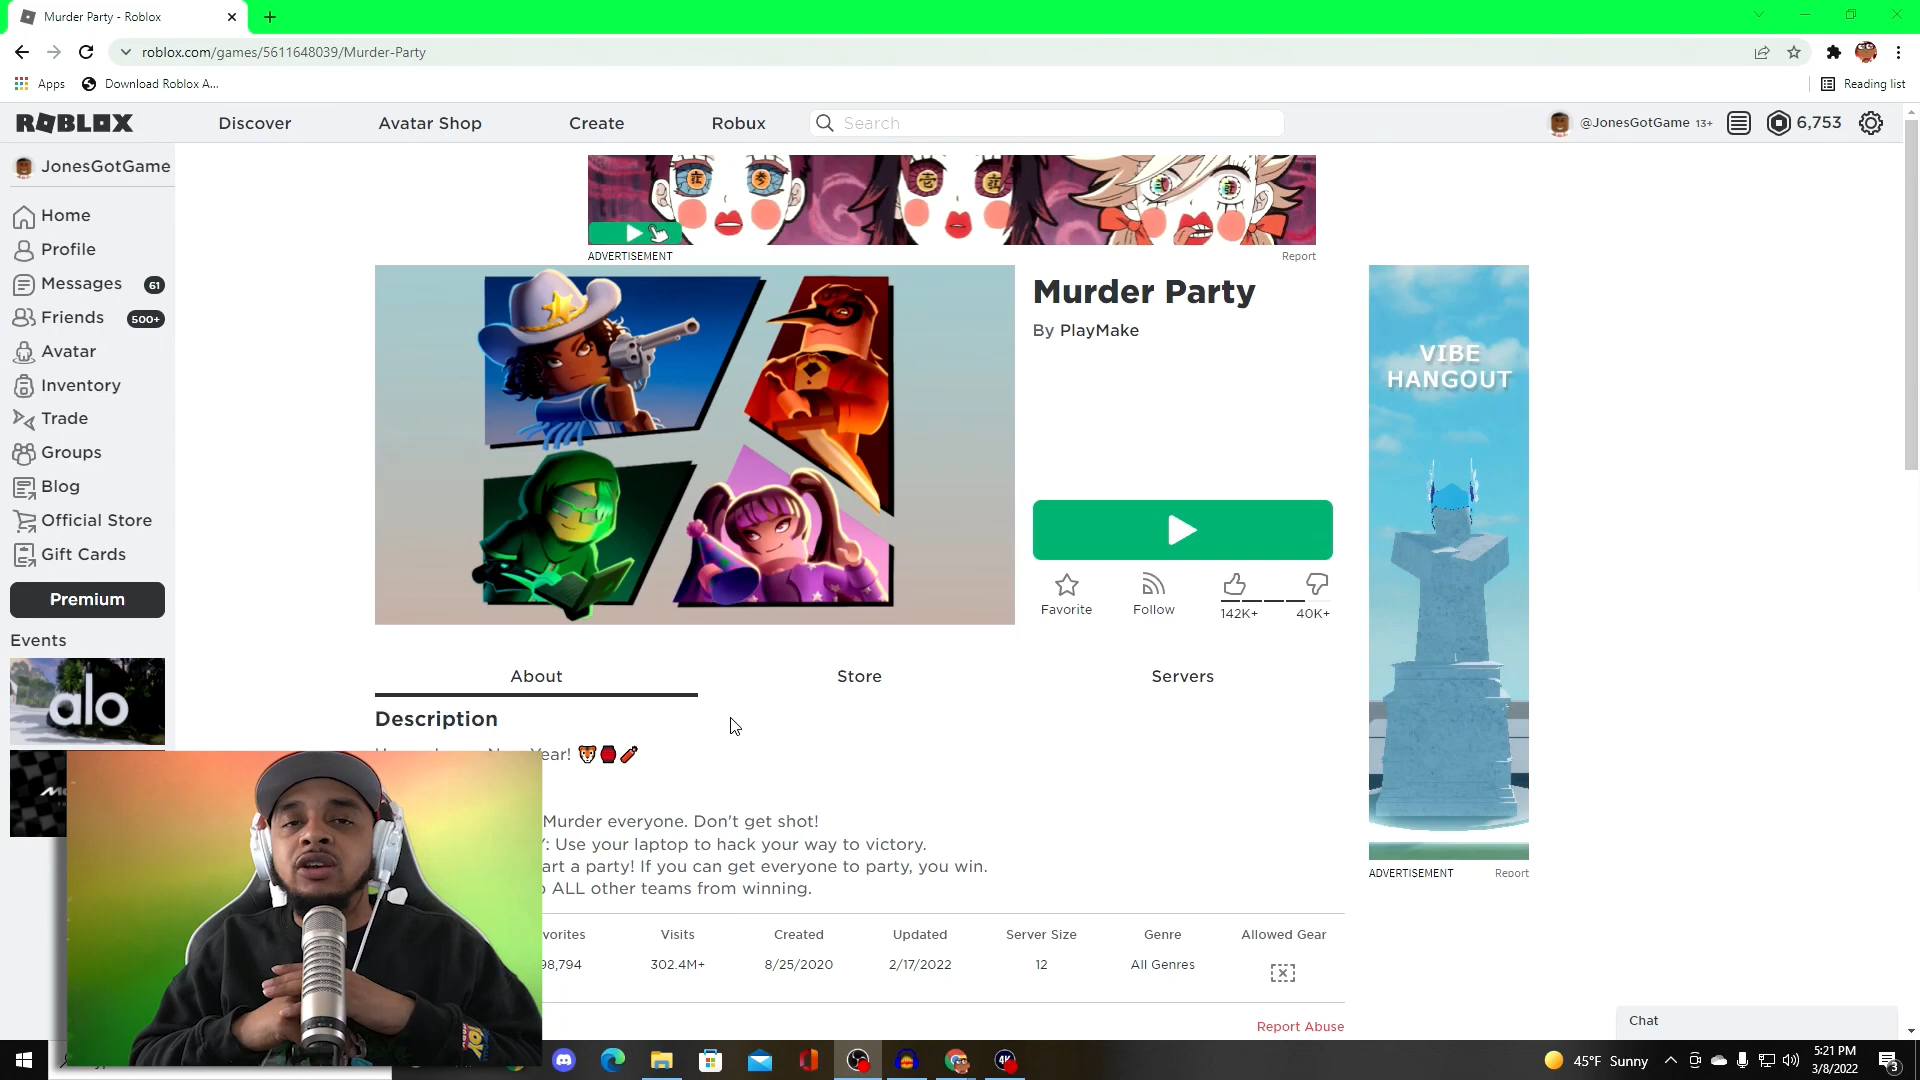 Murder Party - Roblox
roblox.com/games/5611648039/Murder-Party
Apps
Download Roblox A...
Reading list
ROBLOX
Discover
Avatar Shop
Create
Robux
Search
@JonesGotGame 13+
6,753
JonesGotGame
Home
Profile
Messages 61
Friends 500+
Avatar
Inventory
Trade
Groups
Blog
Official Store
Gift Cards
Premium
Events
alo
ADVERTISEMENT
Report
Murder Party
By PlayMake
Favorite
Follow
142K+
40K+
VIBE
HANGOUT
ADVERTISEMENT
Report
About
Store
Servers
Description
Year!
Murder everyone. Don't get shot!
Use your laptop to hack your way to victory.
a party! If you can get everyone to party, you win.
ALL other teams from winning.
Visits
Created
Updated
Server Size
Genre
Allowed Gear
98,794
302.4M+
8/25/2020
2/17/2022
12
All Genres
Report Abuse
Chat
45°F Sunny
5:21 PM
3/8/2022
3